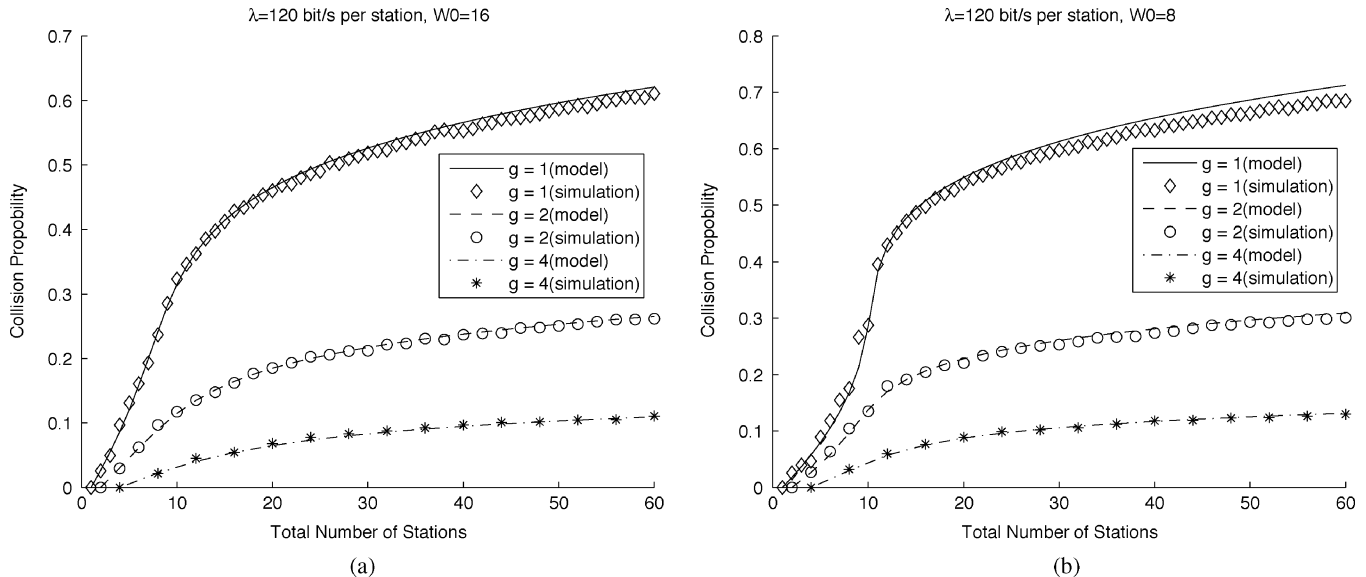 λ=120 bit/s per station, W0=16
0.7
0.6
0.5
0.4
0.3
0.2
0.1
0
Collision Propobility
g = 1(model)
g = 1(simulation)
g = 2(model)
g = 2(simulation)
g = 4(model)
g = 4(simulation)
0 10 20 30 40 50 60
Total Number of Stations
(a)
λ=120 bit/s per station, W0=8
0.8
0.7
0.6
0.5
0.4
0.3
0.2
0.1
0
Collision Propobility
g = 1(model)
g = 1(simulation)
g = 2(model)
g = 2(simulation)
g = 4(model)
g = 4(simulation)
0 10 20 30 40 50 60
Total Number of Stations
(b)